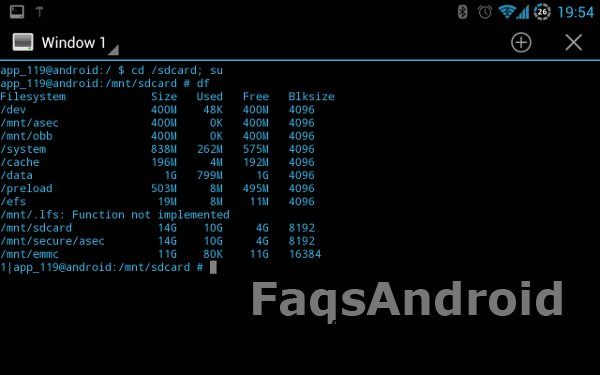 26 19:54
Window 1
app_119@android:/ $ cd /sdcard; su
app_119@android:/mnt/sdcard # df
Filesystem Size Used Free Blksize
/dev 400M 48K 400M 4096
/mnt/asec 400M 0K 400M 4096
/mnt/obb 400M 0K 400M 4096
/system 838M 262M 575M 4096
/cache 196M 4M 192M 4096
/data 1G 799M 1G 4096
/preload 503M 8M 495M 4096
/efs 19M 8M 11M 4096
/mnt/.lfs: Function not implemented
/mnt/sdcard 14G 10G 4G 8192
/mnt/secure/asec 14G 10G 4G 8192
/mnt/emmc 11G 80K 11G 16384
1|app_119@android:/mnt/sdcard #
FaqsAndroid